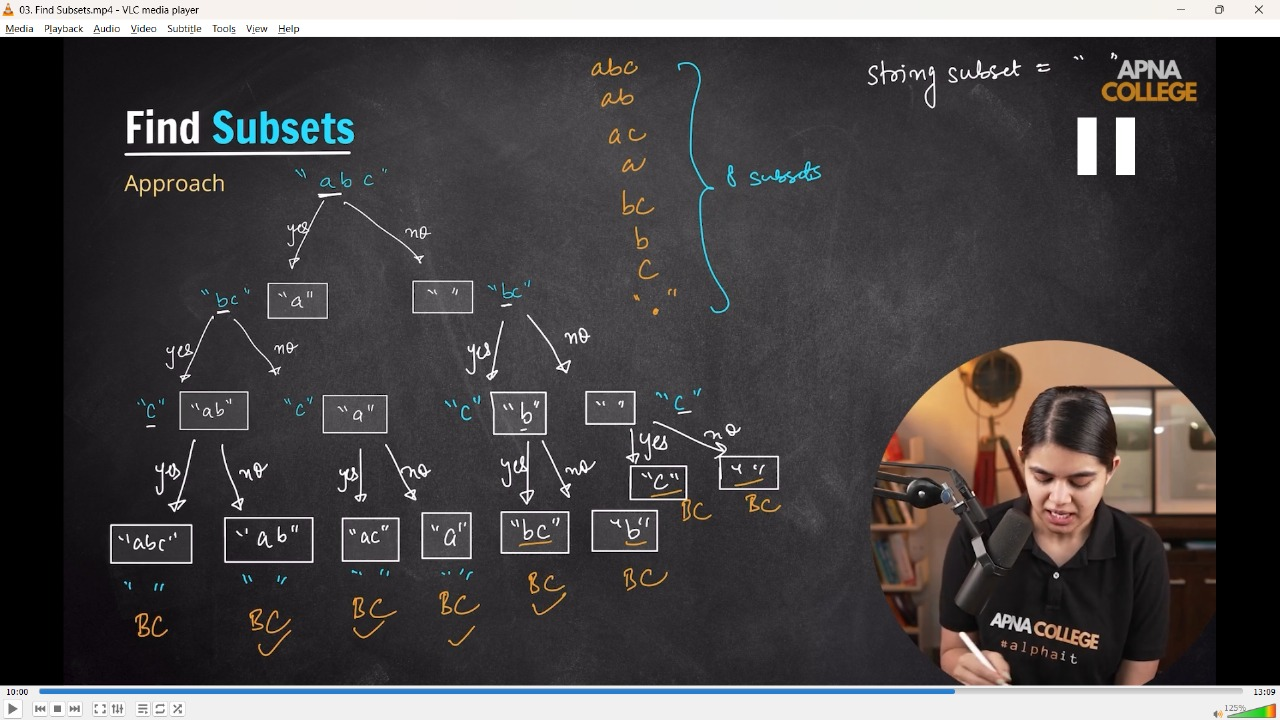 03. Find Subsets.mp4 - VLC media player
Media Playback Audio Video Subtitle Tools View Help
abc
ab
ac
a
bc
b
c
" . "
8 subsets
String subset = " "
APNA
COLLEGE
Find Subsets
Approach
"abc"
yes no
"bc" "a" " " "bc"
yes no yes no
"c" "ab" "c" "a" "c" "b" " " "c"
yes no yes no yes no yes no
"c" " "
BC BC
"abc" "ab" "ac" "a" "bc" "b"
" " " " " " " "
BC BC BC BC BC BC
APNA COLLEGE
#alphait
10:00 13:09
125%